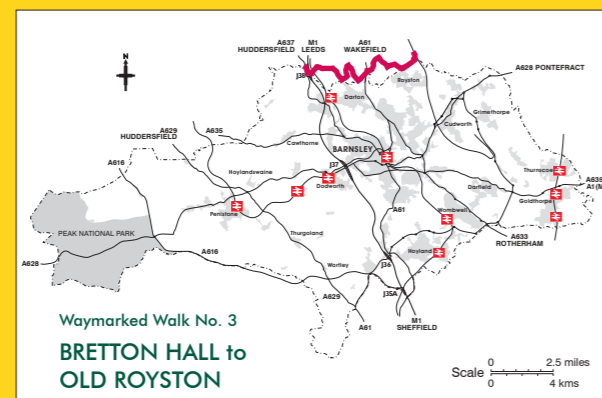 A637
HUDDERSFIELD
M1
LEEDS
A61
WAKEFIELD
N
J38
Royston
A628 PONTEFRACT
Darton
Grimethorpe
A629
HUDDERSFIELD
A635
Cudworth
Cawthorne
BARNSLEY
A616
J37
Hoylandswaine
Dodworth
Thurnscoe
A635
A1 (M
Darfield
Goldthorpe
Penistone
A61
Wombwell
PEAK NATIONAL PARK
Thurgoland
A633
ROTHERHAM
A616
Hoyland
A628
Wortley
J36
A629
J35A
A61
M1
SHEFFIELD
Waymarked Walk No. 3
BRETTON HALL to
OLD ROYSTON
Scale
0 2.5 miles
0 4 kms